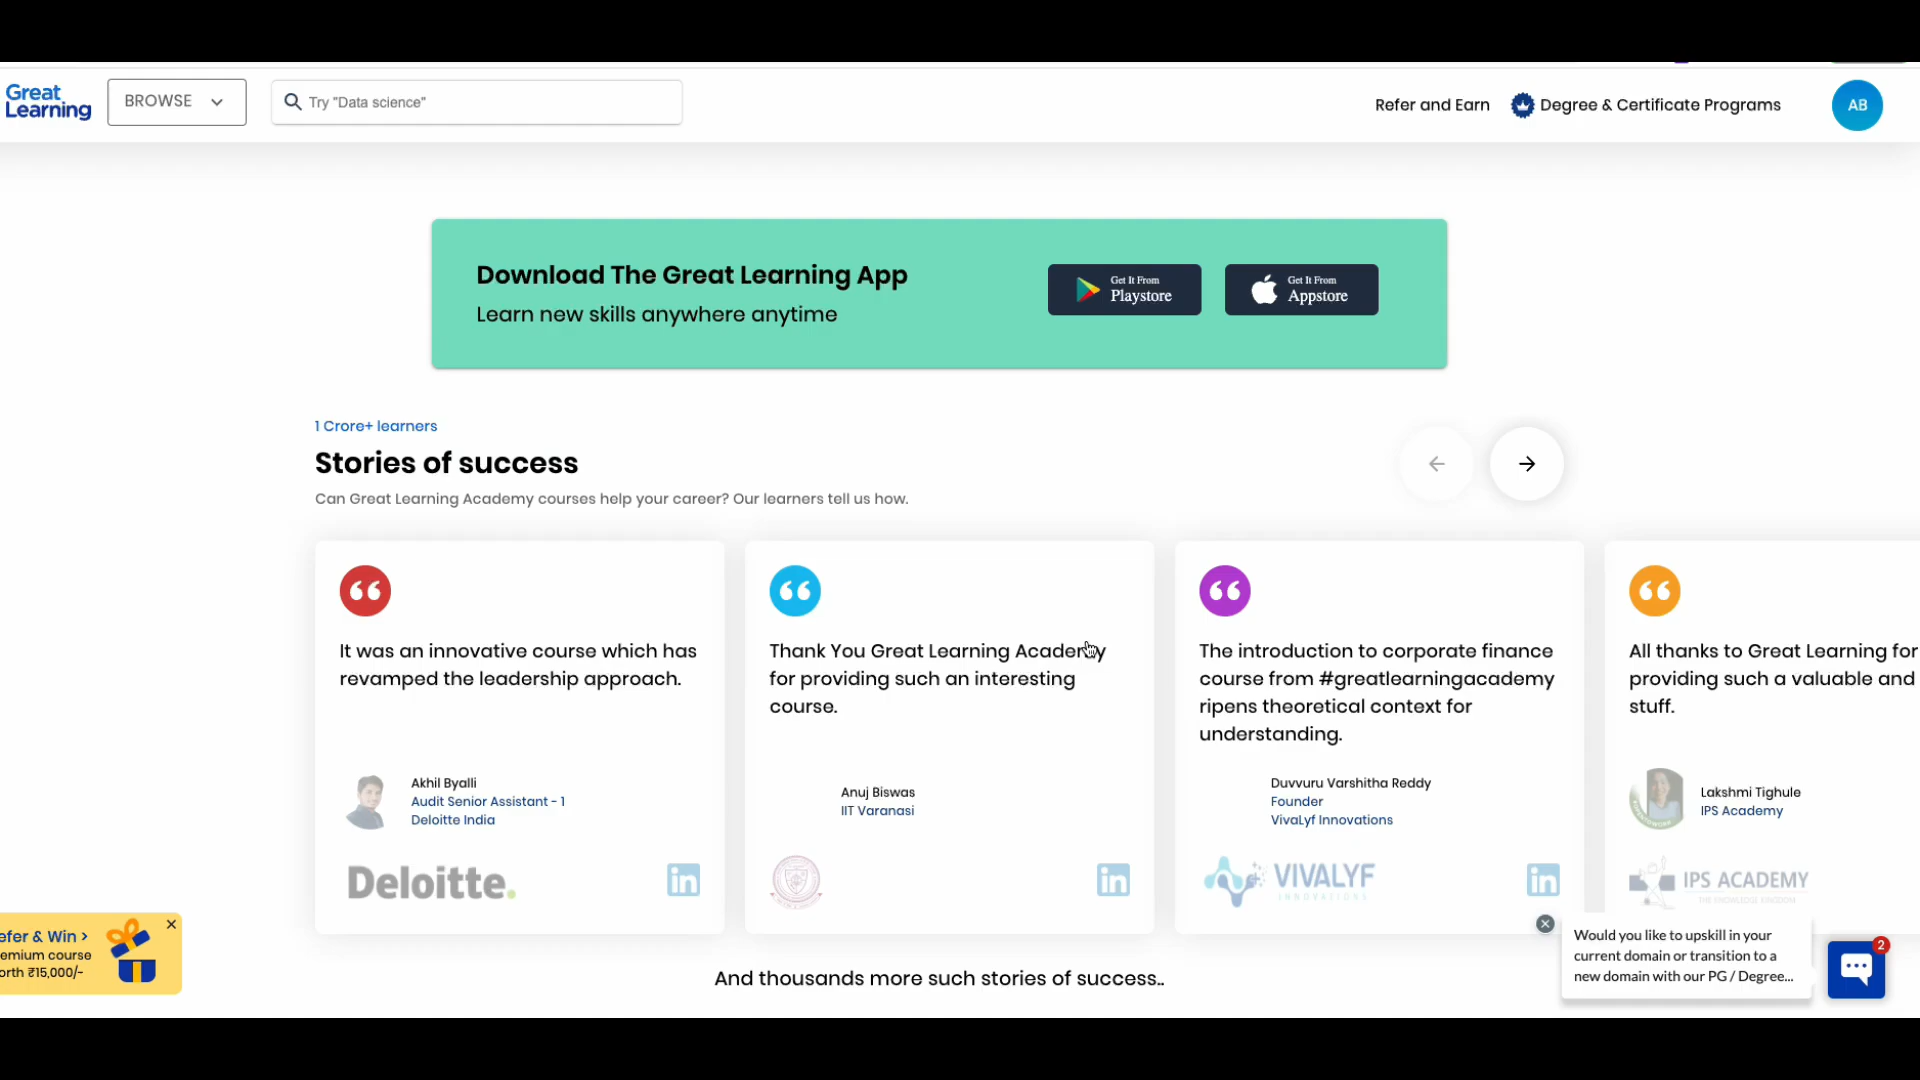 Great
Learning
BROWSE
Try "Data science"
Refer and Earn
Degree & Certificate Programs
AB
Download The Great Learning App
Learn new skills anywhere anytime
Get It From
Playstore
Get It From
Appstore
1 Crore+ learners
Stories of success
Can Great Learning Academy courses help your career? Our learners tell us how.
It was an innovative course which has
revamped the leadership approach.
Akhil Byalli
Audit Senior Assistant - 1
Deloitte India
Deloitte.
in
Thank You Great Learning Academy
for providing such an interesting
course.
Anuj Biswas
IIT Varanasi
in
The introduction to corporate finance
course from #greatlearningacademy
ripens theoretical context for
understanding.
Duvvuru Varshitha Reddy
Founder
VivaLyf Innovations
VIVALYF
INNOVATIONS
in
All thanks to Great Learning for
providing such a valuable and
stuff.
Lakshmi Tighule
IPS Academy
IPS ACADEMY
THE KNOWLEDGE KINGDOM
efer & Win >
emium course
orth ₹15,000/-
And thousands more such stories of success..
Would you like to upskill in your
current domain or transition to a
new domain with our PG / Degree...
2